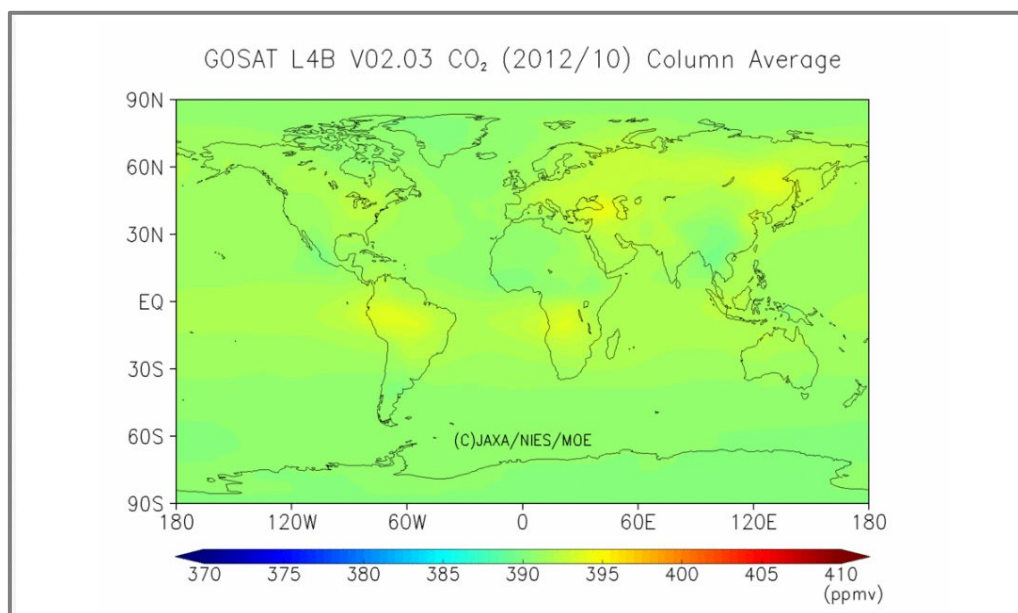 GOSAT L4B V02.03 CO₂ (2012/10) Column Average
90N
60N
30N
EQ
30S
60S
90S
(C)JAXA/NIES/MOE
180 120W 60W 0 60E 120E 180
370 375 380 385 390 395 400 405 410
(ppmv)